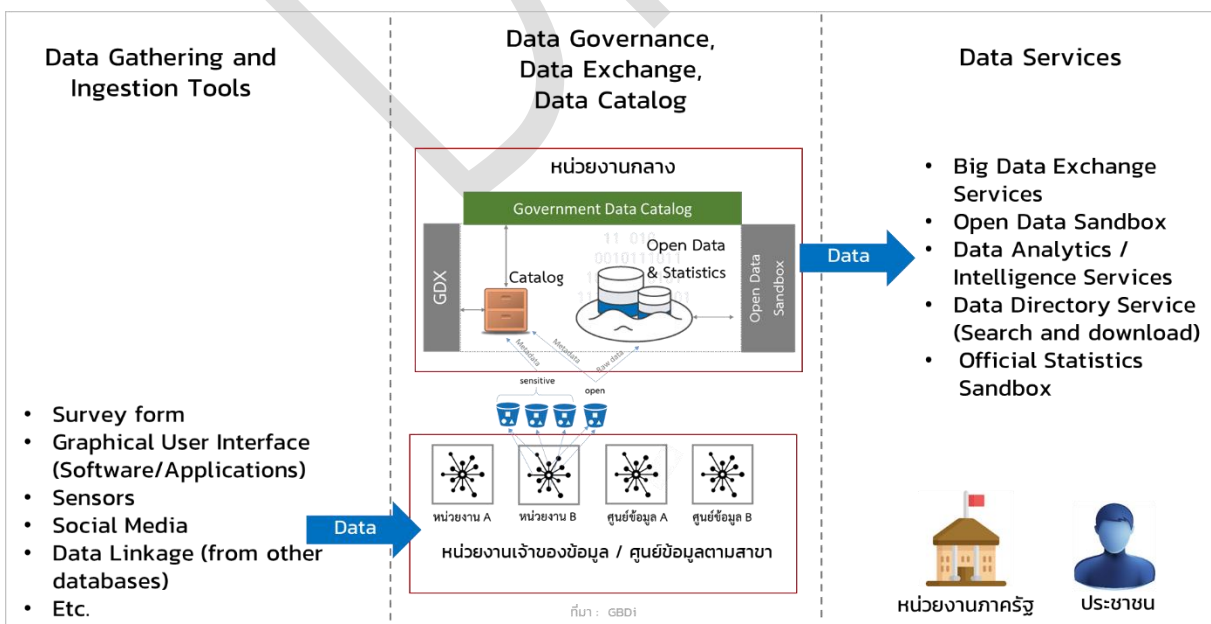 Data Gathering and
Ingestion Tools
• Survey form
• Graphical User Interface
(Software/Applications)
• Sensors
• Social Media
• Data Linkage (from other
databases)
• Etc.
Data
Data Governance,
Data Exchange,
Data Catalog
หน่วยงานกลาง
Government Data Catalog
GDX
Catalog
Open Data
& Statistics
Open Data
Sandbox
Metadata
Metadata
Raw data
sensitive
open
หน่วยงาน A
หน่วยงาน B
ศูนย์ข้อมูล A
ศูนย์ข้อมูล B
หน่วยงานเจ้าของข้อมูล / ศูนย์ข้อมูลตามสาขา
ที่มา : GBDi
Data
Data Services
• Big Data Exchange
Services
• Open Data Sandbox
• Data Analytics /
Intelligence Services
• Data Directory Service
(Search and download)
• Official Statistics
Sandbox
หน่วยงานภาครัฐ
ประชาชน